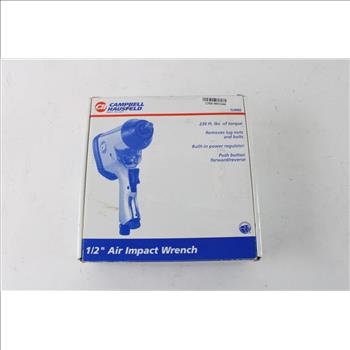 CAMPBELL
HAUSFELD
230 ft. lbs. of torque
Removes lug nuts
and bolts
Built-in power regulator
Push button
forward/reverse
1/2" Air Impact Wrench